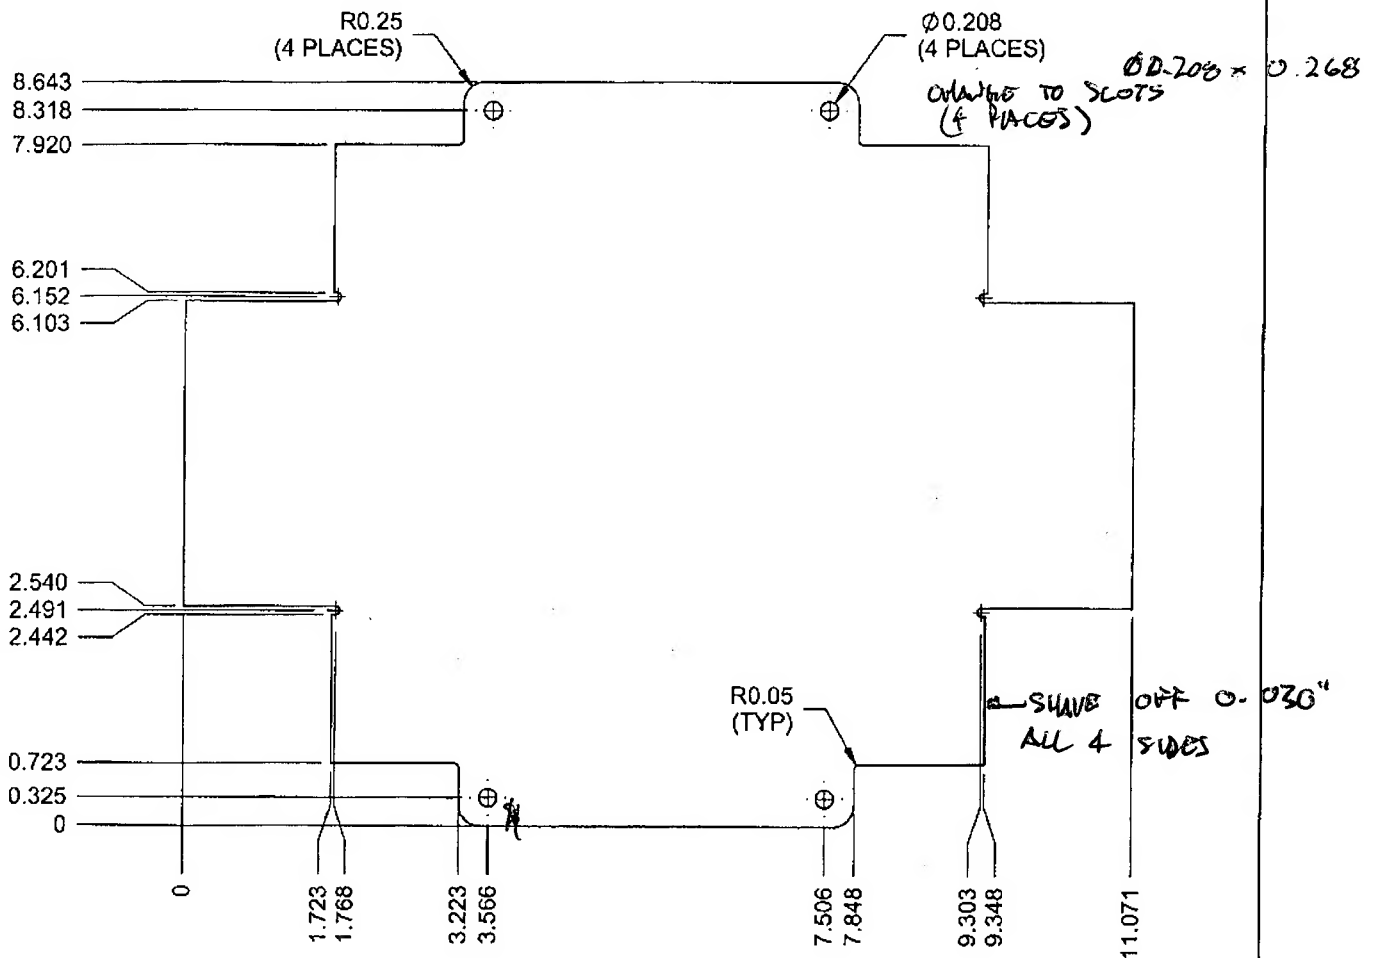 R0.25
(4 PLACES)
Ø0.208
(4 PLACES)
Ø0.208 × 0.268
CHANGE TO SLOTS
(4 PLACES)
8.643
8.318
7.920
6.201
6.152
6.103
2.540
2.491
2.442
R0.05
(TYP)
SHAVE OFF 0.030"
ALL 4 SIDES
0.723
0.325
0
0
1.723
1.768
3.223
3.566
7.506
7.848
9.303
9.348
11.071